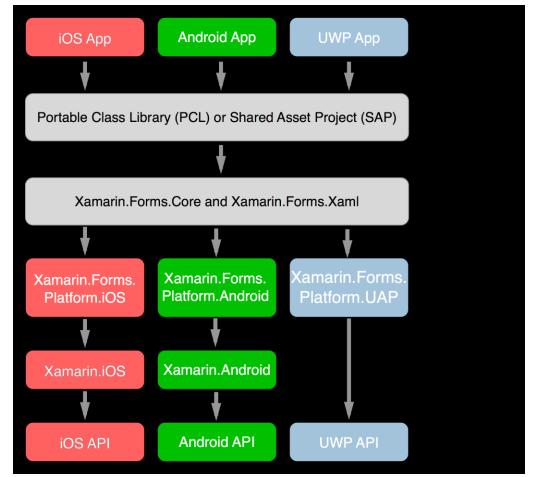 iOS App
Android App
UWP App
Portable Class Library (PCL) or Shared Asset Project (SAP)
Xamarin.Forms.Core and Xamarin.Forms.Xaml
Xamarin.Forms.
Platform.iOS
Xamarin.Forms.
Platform.Android
Xamarin.Forms.
Platform.UAP
Xamarin.iOS
Xamarin.Android
iOS API
Android API
UWP API